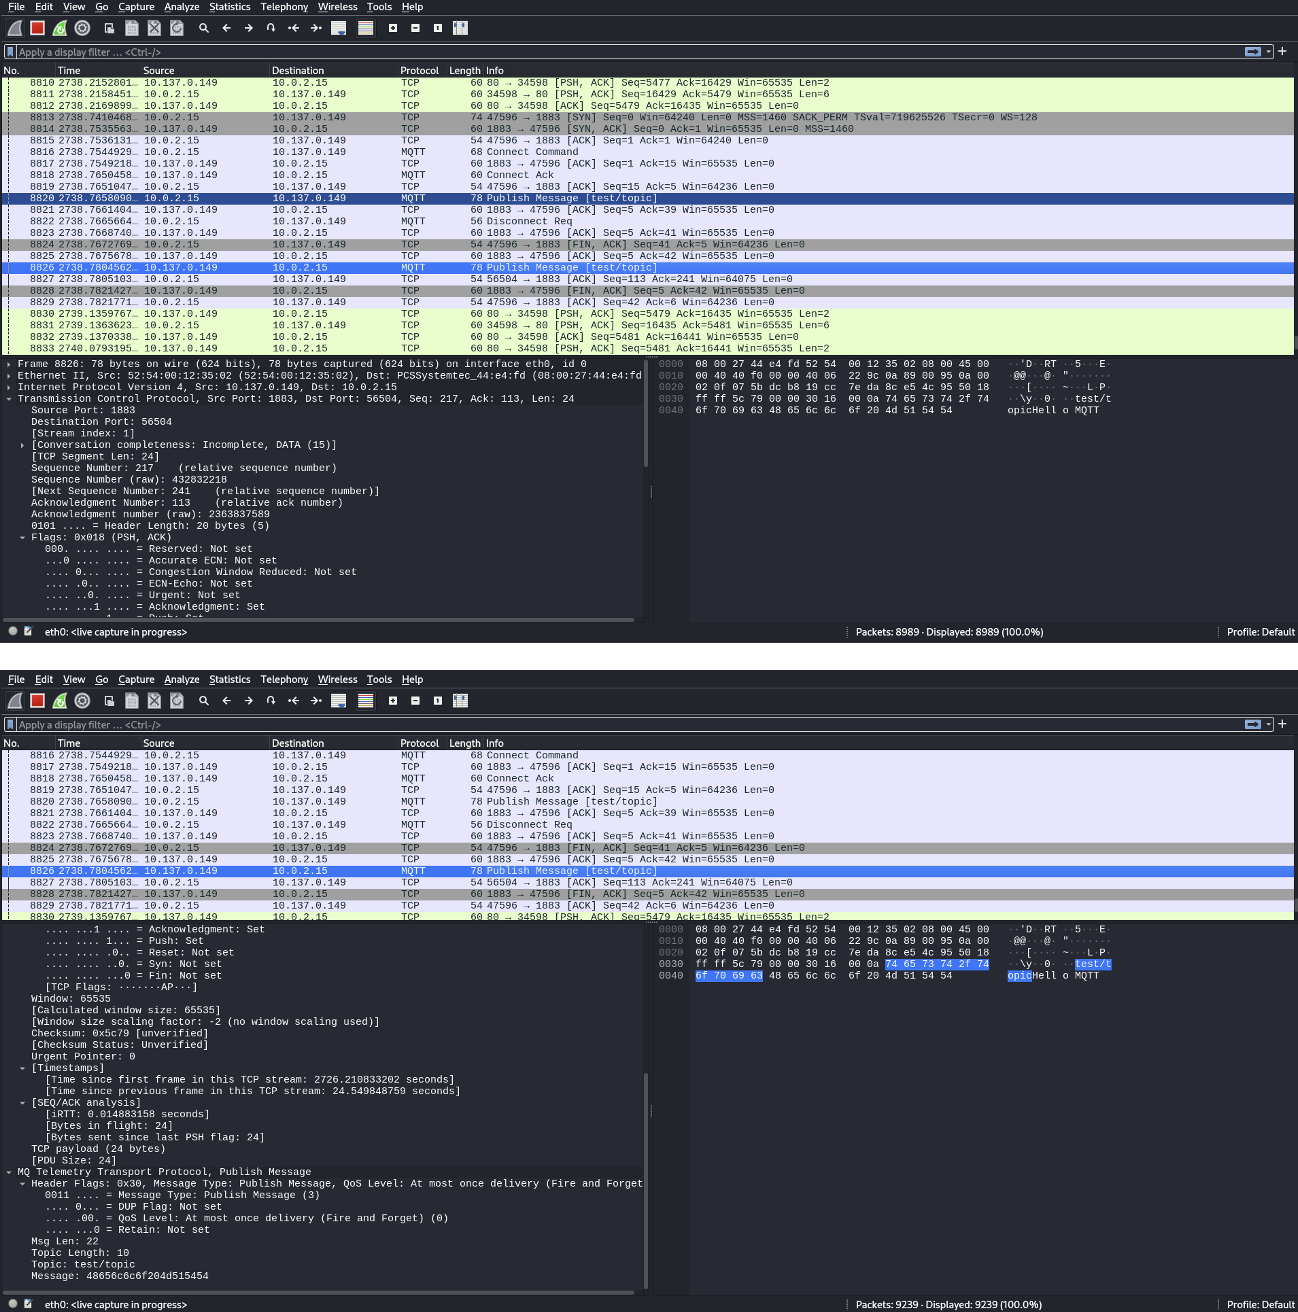 File Edit View Go Capture Analyze Statistics Telephony Wireless Tools Help
Apply a display filter ... <Ctrl-/>
No. Time Source Destination Protocol Length Info
8810 2738.2152801… 10.137.0.149 10.0.2.15 TCP 60 80 → 34598 [PSH, ACK] Seq=5477 Ack=16429 Win=65535 Len=2
8811 2738.2158451… 10.0.2.15 10.137.0.149 TCP 60 34598 → 80 [PSH, ACK] Seq=16429 Ack=5479 Win=65535 Len=6
8812 2738.2169899… 10.137.0.149 10.0.2.15 TCP 60 80 → 34598 [ACK] Seq=5479 Ack=16435 Win=65535 Len=0
8813 2738.7410468… 10.0.2.15 10.137.0.149 TCP 74 47596 → 1883 [SYN] Seq=0 Win=64240 Len=0 MSS=1460 SACK_PERM TSval=719625526 TSecr=0 WS=128
8814 2738.7535563… 10.137.0.149 10.0.2.15 TCP 60 1883 → 47596 [SYN, ACK] Seq=0 Ack=1 Win=65535 Len=0 MSS=1460
8815 2738.7536131… 10.0.2.15 10.137.0.149 TCP 54 47596 → 1883 [ACK] Seq=1 Ack=1 Win=64240 Len=0
8816 2738.7544929… 10.0.2.15 10.137.0.149 MQTT 68 Connect Command
8817 2738.7549218… 10.137.0.149 10.0.2.15 TCP 60 1883 → 47596 [ACK] Seq=1 Ack=15 Win=65535 Len=0
8818 2738.7650458… 10.137.0.149 10.0.2.15 MQTT 60 Connect Ack
8819 2738.7651047… 10.0.2.15 10.137.0.149 TCP 54 47596 → 1883 [ACK] Seq=15 Ack=5 Win=64236 Len=0
8820 2738.7658090… 10.0.2.15 10.137.0.149 MQTT 78 Publish Message [test/topic]
8821 2738.7661404… 10.137.0.149 10.0.2.15 TCP 60 1883 → 47596 [ACK] Seq=5 Ack=39 Win=65535 Len=0
8822 2738.7665664… 10.0.2.15 10.137.0.149 MQTT 56 Disconnect Req
8823 2738.7668740… 10.137.0.149 10.0.2.15 TCP 60 1883 → 47596 [ACK] Seq=5 Ack=41 Win=65535 Len=0
8824 2738.7672769… 10.0.2.15 10.137.0.149 TCP 54 47596 → 1883 [FIN, ACK] Seq=41 Ack=5 Win=64236 Len=0
8825 2738.7675678… 10.137.0.149 10.0.2.15 TCP 60 1883 → 47596 [ACK] Seq=5 Ack=42 Win=65535 Len=0
8826 2738.7804562… 10.137.0.149 10.0.2.15 MQTT 78 Publish Message [test/topic]
8827 2738.7805103… 10.0.2.15 10.137.0.149 TCP 54 56504 → 1883 [ACK] Seq=113 Ack=241 Win=64075 Len=0
8828 2738.7821427… 10.137.0.149 10.0.2.15 TCP 60 1883 → 47596 [FIN, ACK] Seq=5 Ack=42 Win=65535 Len=0
8829 2738.7821771… 10.0.2.15 10.137.0.149 TCP 54 47596 → 1883 [ACK] Seq=42 Ack=6 Win=64236 Len=0
8830 2739.1359767… 10.137.0.149 10.0.2.15 TCP 60 80 → 34598 [PSH, ACK] Seq=5479 Ack=16435 Win=65535 Len=2
8831 2739.1363623… 10.0.2.15 10.137.0.149 TCP 60 34598 → 80 [PSH, ACK] Seq=16435 Ack=5481 Win=65535 Len=6
8832 2739.1370338… 10.137.0.149 10.0.2.15 TCP 60 80 → 34598 [ACK] Seq=5481 Ack=16441 Win=65535 Len=0
8833 2740.0793195… 10.137.0.149 10.0.2.15 TCP 60 80 → 34598 [PSH, ACK] Seq=5481 Ack=16441 Win=65535 Len=2
Frame 8826: 78 bytes on wire (624 bits), 78 bytes captured (624 bits) on interface eth0, id 0
Ethernet II, Src: 52:54:00:12:35:02 (52:54:00:12:35:02), Dst: PCSSystemtec_44:e4:fd (08:00:27:44:e4:fd
Internet Protocol Version 4, Src: 10.137.0.149, Dst: 10.0.2.15
Transmission Control Protocol, Src Port: 1883, Dst Port: 56504, Seq: 217, Ack: 113, Len: 24
Source Port: 1883
Destination Port: 56504
[Stream index: 1]
[Conversation completeness: Incomplete, DATA (15)]
[TCP Segment Len: 24]
Sequence Number: 217 (relative sequence number)
Sequence Number (raw): 432832218
[Next Sequence Number: 241 (relative sequence number)]
Acknowledgment Number: 113 (relative ack number)
Acknowledgment number (raw): 2363837589
0101 .... = Header Length: 20 bytes (5)
Flags: 0x018 (PSH, ACK)
000. .... .... = Reserved: Not set
...0 .... .... = Accurate ECN: Not set
.... 0... .... = Congestion Window Reduced: Not set
.... .0.. .... = ECN-Echo: Not set
.... ..0. .... = Urgent: Not set
.... ...1 .... = Acknowledgment: Set
0000 08 00 27 44 e4 fd 52 54 00 12 35 02 08 00 45 00 ··'D··RT ··5···E·
0010 00 40 40 f0 00 00 40 06 22 9c 0a 89 00 95 0a 00 ·@@···@· "·······
0020 02 0f 07 5b dc b8 19 cc 7e da 8c e5 4c 95 50 18 ···[···· ~···L·P·
0030 ff ff 5c 79 00 00 30 16 00 0a 74 65 73 74 2f 74 ··\y··0· ··test/t
0040 6f 70 69 63 48 65 6c 6c 6f 20 4d 51 54 54 opicHell o MQTT
eth0: <live capture in progress> Packets: 8989 · Displayed: 8989 (100.0%) Profile: Default
File Edit View Go Capture Analyze Statistics Telephony Wireless Tools Help
Apply a display filter ... <Ctrl-/>
No. Time Source Destination Protocol Length Info
8816 2738.7544929… 10.0.2.15 10.137.0.149 MQTT 68 Connect Command
8817 2738.7549218… 10.137.0.149 10.0.2.15 TCP 60 1883 → 47596 [ACK] Seq=1 Ack=15 Win=65535 Len=0
8818 2738.7650458… 10.137.0.149 10.0.2.15 MQTT 60 Connect Ack
8819 2738.7651047… 10.0.2.15 10.137.0.149 TCP 54 47596 → 1883 [ACK] Seq=15 Ack=5 Win=64236 Len=0
8820 2738.7658090… 10.0.2.15 10.137.0.149 MQTT 78 Publish Message [test/topic]
8821 2738.7661404… 10.137.0.149 10.0.2.15 TCP 60 1883 → 47596 [ACK] Seq=5 Ack=39 Win=65535 Len=0
8822 2738.7665664… 10.0.2.15 10.137.0.149 MQTT 56 Disconnect Req
8823 2738.7668740… 10.137.0.149 10.0.2.15 TCP 60 1883 → 47596 [ACK] Seq=5 Ack=41 Win=65535 Len=0
8824 2738.7672769… 10.0.2.15 10.137.0.149 TCP 54 47596 → 1883 [FIN, ACK] Seq=41 Ack=5 Win=64236 Len=0
8825 2738.7675678… 10.137.0.149 10.0.2.15 TCP 60 1883 → 47596 [ACK] Seq=5 Ack=42 Win=65535 Len=0
8826 2738.7804562… 10.137.0.149 10.0.2.15 MQTT 78 Publish Message [test/topic]
8827 2738.7805103… 10.0.2.15 10.137.0.149 TCP 54 56504 → 1883 [ACK] Seq=113 Ack=241 Win=64075 Len=0
8828 2738.7821427… 10.137.0.149 10.0.2.15 TCP 60 1883 → 47596 [FIN, ACK] Seq=5 Ack=42 Win=65535 Len=0
8829 2738.7821771… 10.0.2.15 10.137.0.149 TCP 54 47596 → 1883 [ACK] Seq=42 Ack=6 Win=64236 Len=0
8830 2739.1359767… 10.137.0.149 10.0.2.15 TCP 60 80 → 34598 [PSH, ACK] Seq=5479 Ack=16435 Win=65535 Len=2
.... ...1 .... = Acknowledgment: Set
.... .... 1... = Push: Set
.... .... .0.. = Reset: Not set
.... .... ..0. = Syn: Not set
.... .... ...0 = Fin: Not set
[TCP Flags: ·······AP···]
Window: 65535
[Calculated window size: 65535]
[Window size scaling factor: -2 (no window scaling used)]
Checksum: 0x5c79 [unverified]
[Checksum Status: Unverified]
Urgent Pointer: 0
[Timestamps]
[Time since first frame in this TCP stream: 2726.210833202 seconds]
[Time since previous frame in this TCP stream: 24.549848759 seconds]
[SEQ/ACK analysis]
[iRTT: 0.014883158 seconds]
[Bytes in flight: 24]
[Bytes sent since last PSH flag: 24]
TCP payload (24 bytes)
[PDU Size: 24]
MQ Telemetry Transport Protocol, Publish Message
Header Flags: 0x30, Message Type: Publish Message, QoS Level: At most once delivery (Fire and Forget
0011 .... = Message Type: Publish Message (3)
.... 0... = DUP Flag: Not set
.... .00. = QoS Level: At most once delivery (Fire and Forget) (0)
.... ...0 = Retain: Not set
Msg Len: 22
Topic Length: 10
Topic: test/topic
Message: 48656c6c6f204d515454
0000 08 00 27 44 e4 fd 52 54 00 12 35 02 08 00 45 00 ··'D··RT ··5···E·
0010 00 40 40 f0 00 00 40 06 22 9c 0a 89 00 95 0a 00 ·@@···@· "·······
0020 02 0f 07 5b dc b8 19 cc 7e da 8c e5 4c 95 50 18 ···[···· ~···L·P·
0030 ff ff 5c 79 00 00 30 16 00 0a 74 65 73 74 2f 74 ··\y··0· ··test/t
0040 6f 70 69 63 48 65 6c 6c 6f 20 4d 51 54 54 opicHell o MQTT
eth0: <live capture in progress> Packets: 9239 · Displayed: 9239 (100.0%) Profile: Default